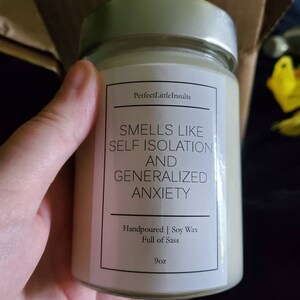 PerfectLittleInsults
SMELLS LIKE
SELF ISOLATION
AND
GENERALIZED
ANXIETY
Handpoured | Soy Wax
Full of Sass
9oz